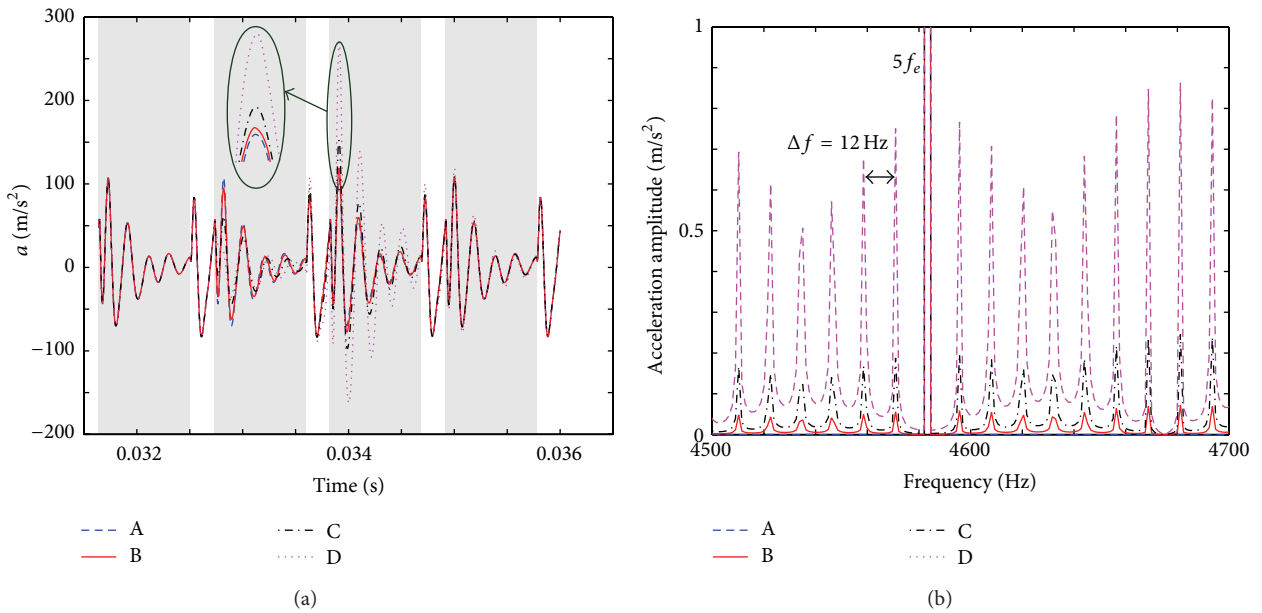 300
200
100
0
−100
−200
a (m/s²)
0.032
0.034
0.036
Time (s)
A
B
C
D
(a)
1
0.5
0
Acceleration amplitude (m/s²)
5fₑ
Δf = 12 Hz
4500
4600
4700
Frequency (Hz)
A
B
C
D
(b)